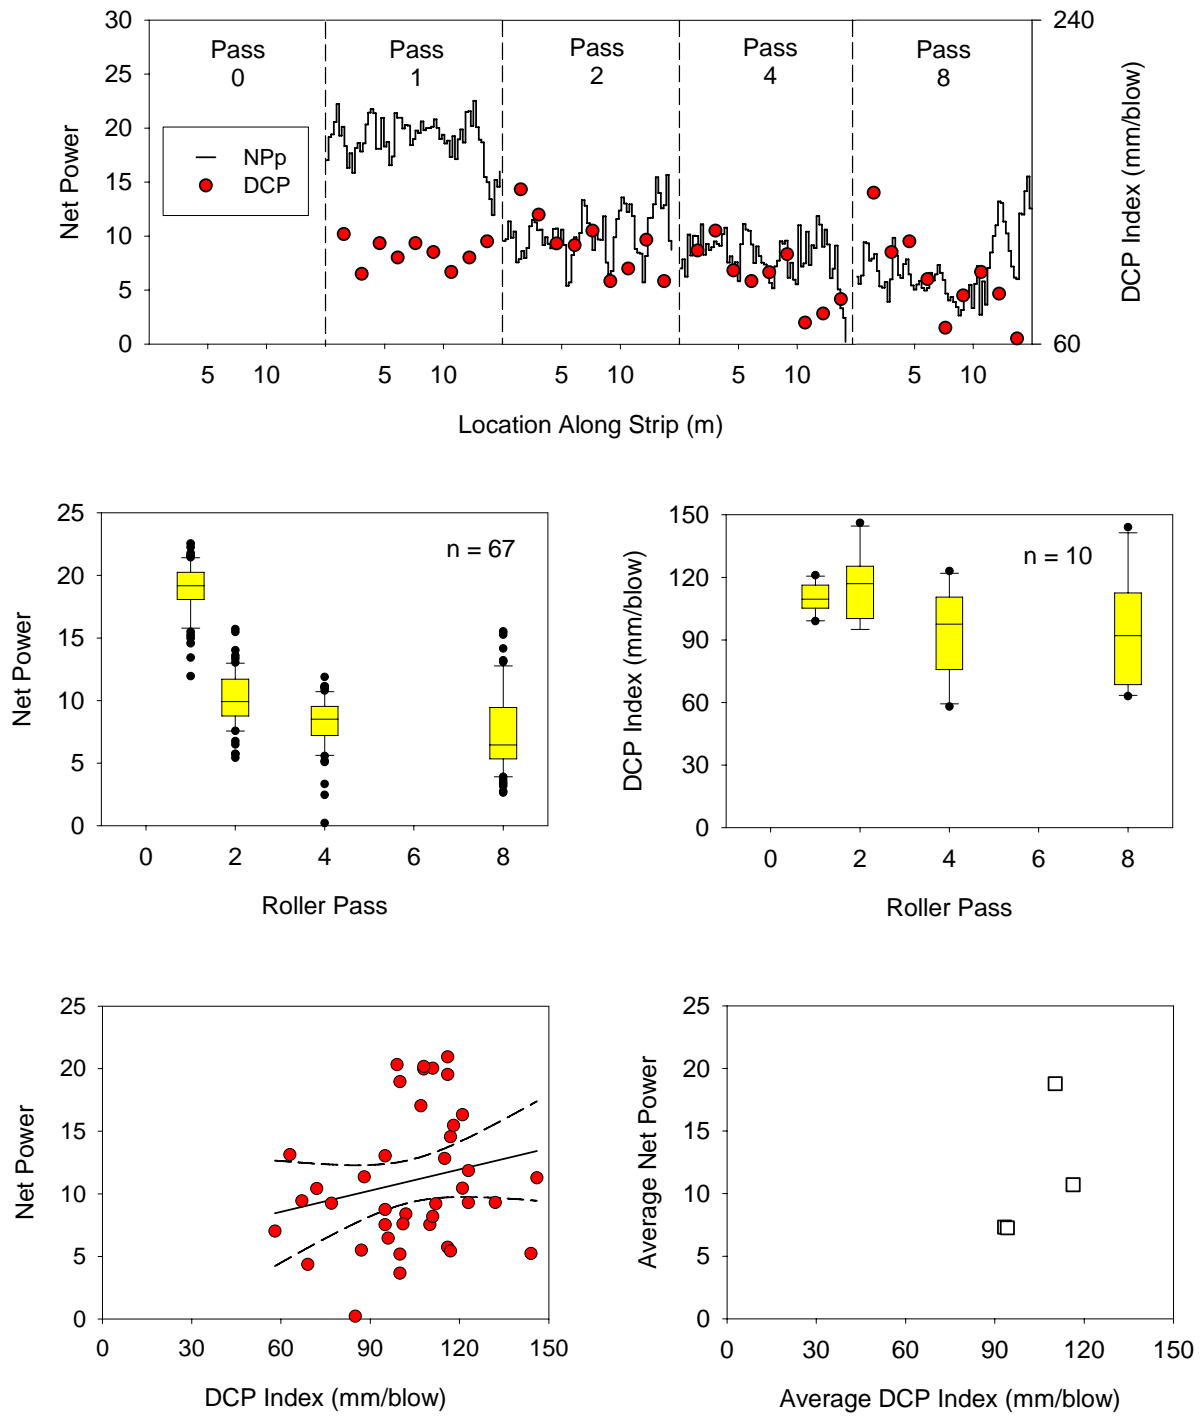 30
25
20
15
10
5
0
Net Power
Pass
0
Pass
1
Pass
2
Pass
4
Pass
8
NPp
DCP
240
60
DCP Index (mm/blow)
5 10 5 10 5 10 5 10 5 10
Location Along Strip (m)
25
20
15
10
5
0
Net Power
n = 67
0 2 4 6 8
Roller Pass
150
120
90
60
30
0
DCP Index (mm/blow)
n = 10
0 2 4 6 8
Roller Pass
25
20
15
10
5
0
Net Power
0 30 60 90 120 150
DCP Index (mm/blow)
25
20
15
10
5
0
Average Net Power
0 30 60 90 120 150
Average DCP Index (mm/blow)